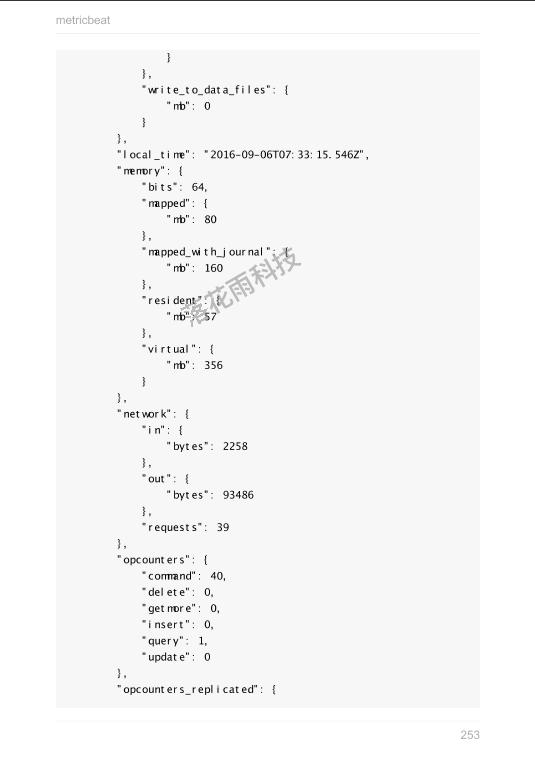 metricbeat
}
},
"write_to_data_files": {
"mb": 0
}
},
"local_time": "2016-09-06T07:33:15.546Z",
"memory": {
"bits": 64,
"mapped": {
"mb": 80
},
"mapped_with_journal": {
"mb": 160
},
"resident": {
"mb": 57
},
"virtual": {
"mb": 356
}
},
"network": {
"in": {
"bytes": 2258
},
"out": {
"bytes": 93486
},
"requests": 39
},
"opcounters": {
"command": 40,
"delete": 0,
"getmore": 0,
"insert": 0,
"query": 1,
"update": 0
},
"opcounters_replicated": {
落花雨科技
253